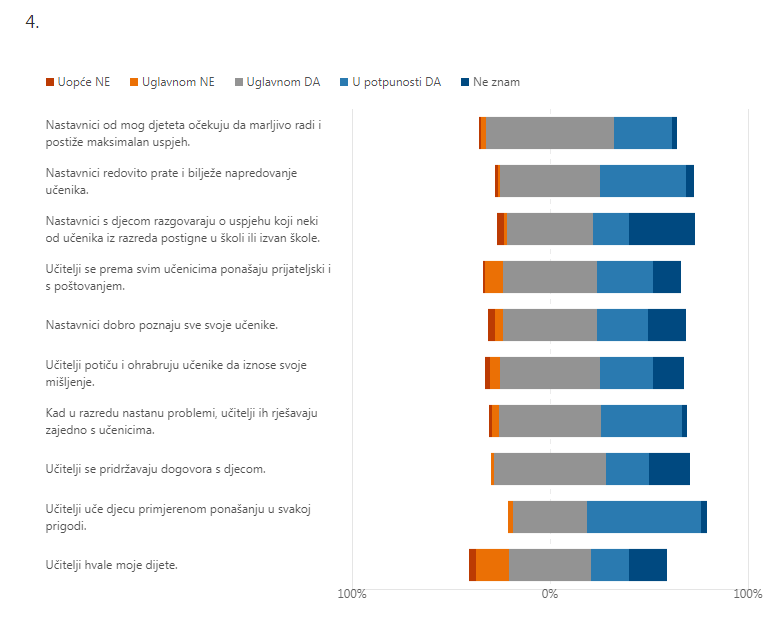 4.
Uopće NE Uglavnom NE Uglavnom DA U potpunosti DA Ne znam
Nastavnici od mog djeteta očekuju da marljivo radi i
postiže maksimalan uspjeh.
Nastavnici redovito prate i bilježe napredovanje
učenika.
Nastavnici s djecom razgovaraju o uspjehu koji neki
od učenika iz razreda postigne u školi ili izvan škole.
Učitelji se prema svim učenicima ponašaju prijateljski i
s poštovanjem.
Nastavnici dobro poznaju sve svoje učenike.
Učitelji potiču i ohrabruju učenike da iznose svoje
mišljenje.
Kad u razredu nastanu problemi, učitelji ih rješavaju
zajedno s učenicima.
Učitelji se pridržavaju dogovora s djecom.
Učitelji uče djecu primjerenom ponašanju u svakoj
prigodi.
Učitelji hvale moje dijete.
100% 0% 100%